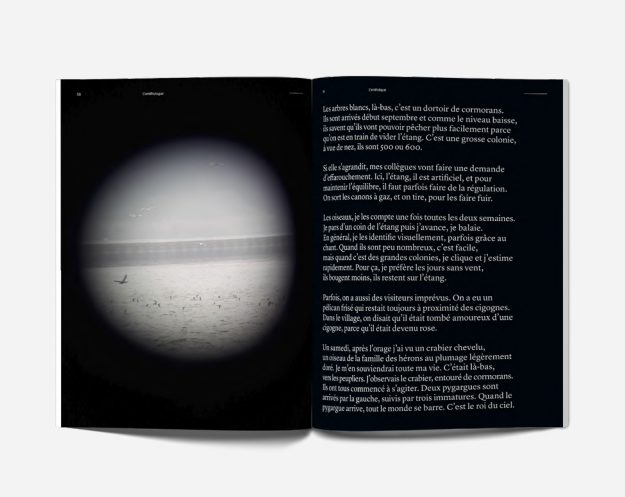 Les arbres blancs, là-bas, c'est un dortoir de cormorans.
Ils sont arrivés début septembre et comme le niveau baisse,
ils savent qu'ils vont pouvoir pêcher plus facilement parce
qu'on est en train de vider l'étang. C'est une grosse colonie,
à vue de nez, ils sont 500 ou 600.
Si elle s'agrandit, mes collègues vont faire une demande
d'effarouchement. Ici, l'étang, il est artificiel, et pour
maintenir l'équilibre, il faut parfois faire de la régulation.
On sort les canons à gaz, et on tire, pour les faire fuir.
Les oiseaux, je les compte une fois toutes les deux semaines.
Je pars d'un coin de l'étang puis j'avance, je balaie.
En général, je les identifie visuellement, parfois grâce au
chant. Quand ils sont peu nombreux, c'est facile,
mais quand c'est des grandes colonies, je clique et j'estime
rapidement. Pour ça, je préfère les jours sans vent,
ils bougent moins, ils restent sur l'étang.
Parfois, on a aussi des visiteurs imprévus. On a eu un
pélican frisé qui restait toujours à proximité des cigognes.
Dans le village, on disait qu'il était tombé amoureux d'une
cigogne, parce qu'il était devenu rose.
Un samedi, après l'orage j'ai vu un crabier chevelu,
un oiseau de la famille des hérons au plumage légèrement
doré. Je m'en souviendrai toute ma vie. C'était là-bas,
vers les peupliers. J'observais le crabier, entouré de cormorans.
Ils ont tous commencé à s'agiter. Deux pygargues sont
arrivés par la gauche, suivis par trois immatures. Quand le
pygargue arrive, tout le monde se barre. C'est le roi du ciel.